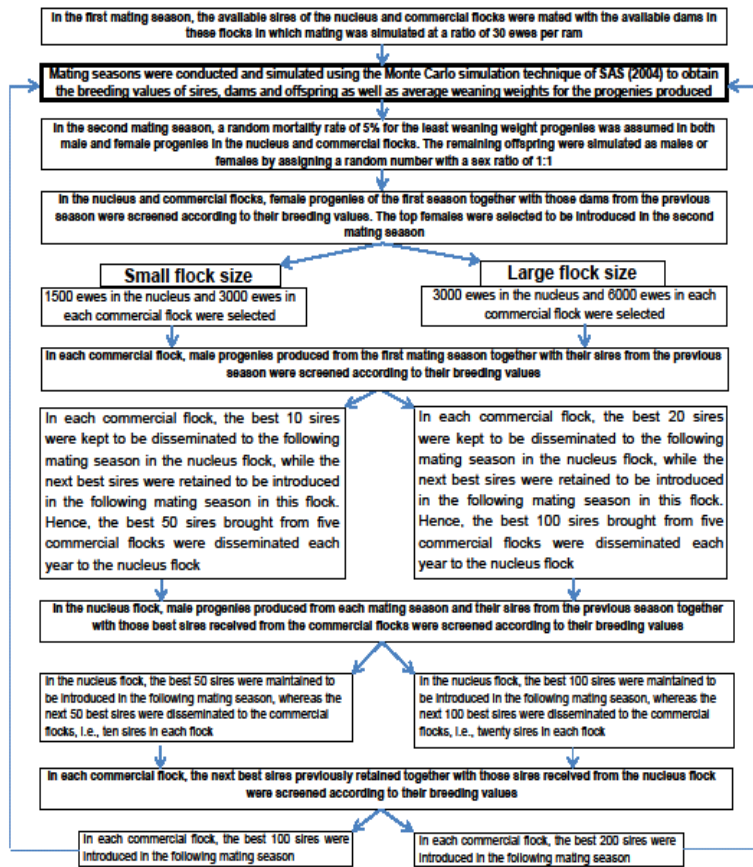 In the first mating season, the available sires of the nucleus and commercial flocks were mated with the available dams in
these flocks in which mating was simulated at a ratio of 30 ewes per ram
Mating seasons were conducted and simulated using the Monte Carlo simulation technique of SAS (2004) to obtain
the breeding values of sires, dams and offspring as well as average weaning weights for the progenies produced
In the second mating season, a random mortality rate of 5% for the least weaning weight progenies was assumed in both
male and female progenies in the nucleus and commercial flocks. The remaining offspring were simulated as males or
females by assigning a random number with a sex ratio of 1:1
In the nucleus and commercial flocks, female progenies of the first season together with those dams from the previous
season were screened according to their breeding values. The top females were selected to be introduced in the second
mating season
Small flock size
1500 ewes in the nucleus and 3000 ewes in
each commercial flock were selected
Large flock size
3000 ewes in the nucleus and 6000 ewes in each
commercial flock were selected
In each commercial flock, male progenies produced from the first mating season together with their sires from the previous
season were screened according to their breeding values
In each commercial flock, the best 10 sires
were kept to be disseminated to the following
mating season in the nucleus flock, while the
next best sires were retained to be introduced
in the following mating season in this flock.
Hence, the best 50 sires brought from five
commercial flocks were disseminated each
year to the nucleus flock
In each commercial flock, the best 20 sires
were kept to be disseminated to the following
mating season in the nucleus flock, while the
next best sires were retained to be introduced
in the following mating season in this flock.
Hence, the best 100 sires brought from five
commercial flocks were disseminated each
year to the nucleus flock
In the nucleus flock, male progenies produced from each mating season and their sires from the previous season together
with those best sires received from the commercial flocks were screened according to their breeding values
In the nucleus flock, the best 50 sires were maintained to
be introduced in the following mating season, whereas the
next 50 best sires were disseminated to the commercial
flocks, i.e., ten sires in each flock
In the nucleus flock, the best 100 sires were maintained to
be introduced in the following mating season, whereas the
next 100 best sires were disseminated to the commercial
flocks, i.e., twenty sires in each flock
In each commercial flock, the next best sires previously retained together with those sires received from the nucleus flock
were screened according to their breeding values
In each commercial flock, the best 100 sires were
introduced in the following mating season
In each commercial flock, the best 200 sires were
introduced in the following mating season